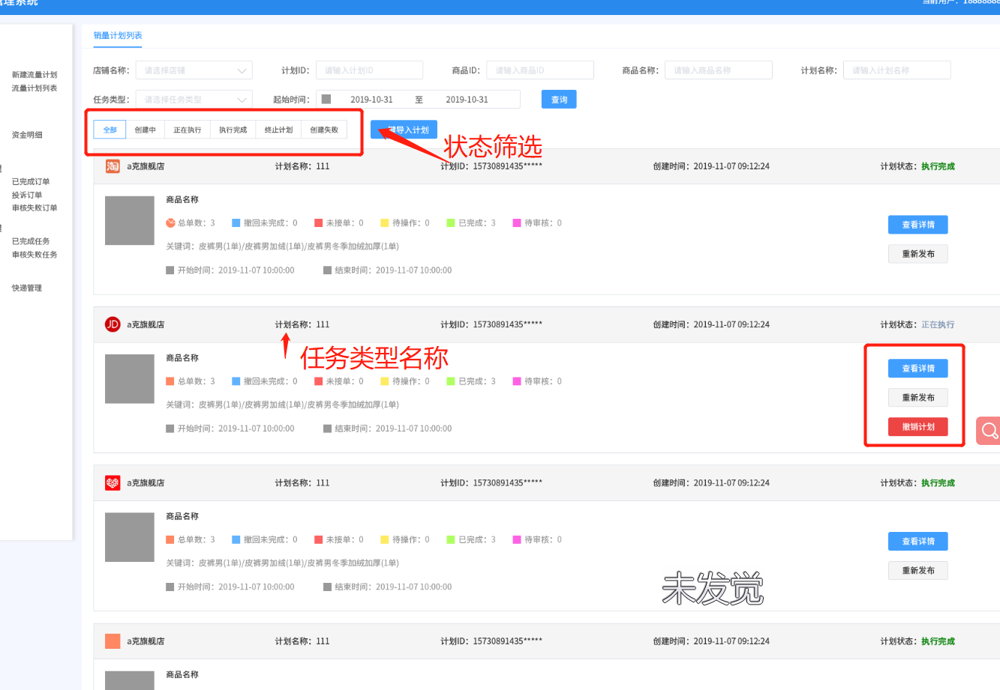 管理系统
当前用户：1888888
新建流量计划
流量计划列表
资金明细
理
已完成订单
投诉订单
审核失败订单
理
已完成任务
审核失败任务
快递管理
销量计划列表
店铺名称： 请选择店铺 计划ID： 请输入计划ID 商品ID： 请输入商品ID 商品名称： 请输入商品名称 计划名称： 请输入计划名称
任务类型： 请选择任务类型 起始时间： 2019-10-31 至 2019-10-31 查询
全部 创建中 正在执行 执行完成 终止计划 创建失败 键导入计划
状态筛选
淘 a克旗舰店 计划名称：111 计划ID：15730891435***** 创建时间：2019-11-07 09:12:24 计划状态：执行完成
商品名称
总单数：3 撤回未完成：0 未接单：0 待操作：0 已完成：3 待审核：0
查看详情
关键词：皮裤男(1单)/皮裤男加绒(1单)/皮裤男冬季加绒加厚(1单)
重新发布
开始时间：2019-11-07 10:00:00 结束时间：2019-11-07 10:00:00
JD a克旗舰店 计划名称：111 计划ID：15730891435***** 创建时间：2019-11-07 09:12:24 计划状态：正在执行
任务类型名称
商品名称
查看详情
总单数：3 撤回未完成：0 未接单：0 待操作：0 已完成：3 待审核：0
重新发布
关键词：皮裤男(1单)/皮裤男加绒(1单)/皮裤男冬季加绒加厚(1单)
撤销计划
开始时间：2019-11-07 10:00:00 结束时间：2019-11-07 10:00:00
a克旗舰店 计划名称：111 计划ID：15730891435***** 创建时间：2019-11-07 09:12:24 计划状态：执行完成
商品名称
总单数：3 撤回未完成：0 未接单：0 待操作：0 已完成：3 待审核：0
查看详情
关键词：皮裤男(1单)/皮裤男加绒(1单)/皮裤男冬季加绒加厚(1单)
重新发布
开始时间：2019-11-07 10:00:00 结束时间：2019-11-07 10:00:00
未发觉
a克旗舰店 计划名称：111 计划ID：15730891435***** 创建时间：2019-11-07 09:12:24 计划状态：执行完成
商品名称